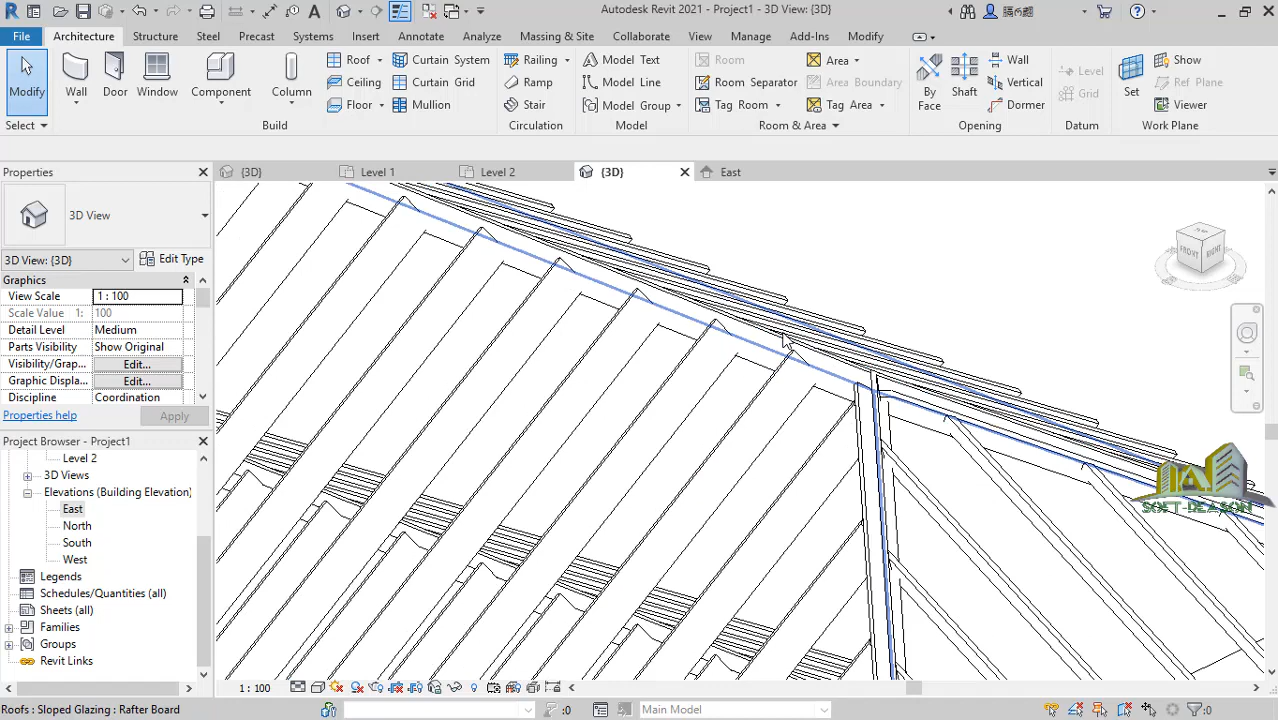 Autodesk Revit 2021 - Project1 - 3D View: {3D}
File Architecture Structure Steel Precast Systems Insert Annotate Analyze Massing & Site Collaborate View Manage Add-Ins Modify
Modify Wall Door Window Component Column
Roof Curtain System
Ceiling Curtain Grid
Floor Mullion
Railing
Ramp
Stair
Model Text
Model Line
Model Group
Room
Room Separator
Tag Room
Area
Area Boundary
Tag Area
By Face Shaft
Wall
Vertical
Dormer
Level
Grid
Set
Show
Ref Plane
Viewer
Select Build Circulation Model Room & Area Opening Datum Work Plane
Properties
{3D} Level 1 Level 2 {3D} East
3D View
3D View: {3D} Edit Type
Graphics
View Scale 1 : 100
Scale Value 1: 100
Detail Level Medium
Parts Visibility Show Original
Visibility/Grap... Edit...
Graphic Displa... Edit...
Discipline Coordination
Properties help Apply
Project Browser - Project1
Level 2
3D Views
Elevations (Building Elevation)
East
North
South
West
Legends
Schedules/Quantities (all)
Sheets (all)
Families
Groups
Revit Links
FRONT RIGHT
SOFT-REASON
1 : 100
Roofs : Sloped Glazing : Rafter Board
:0 Main Model :0